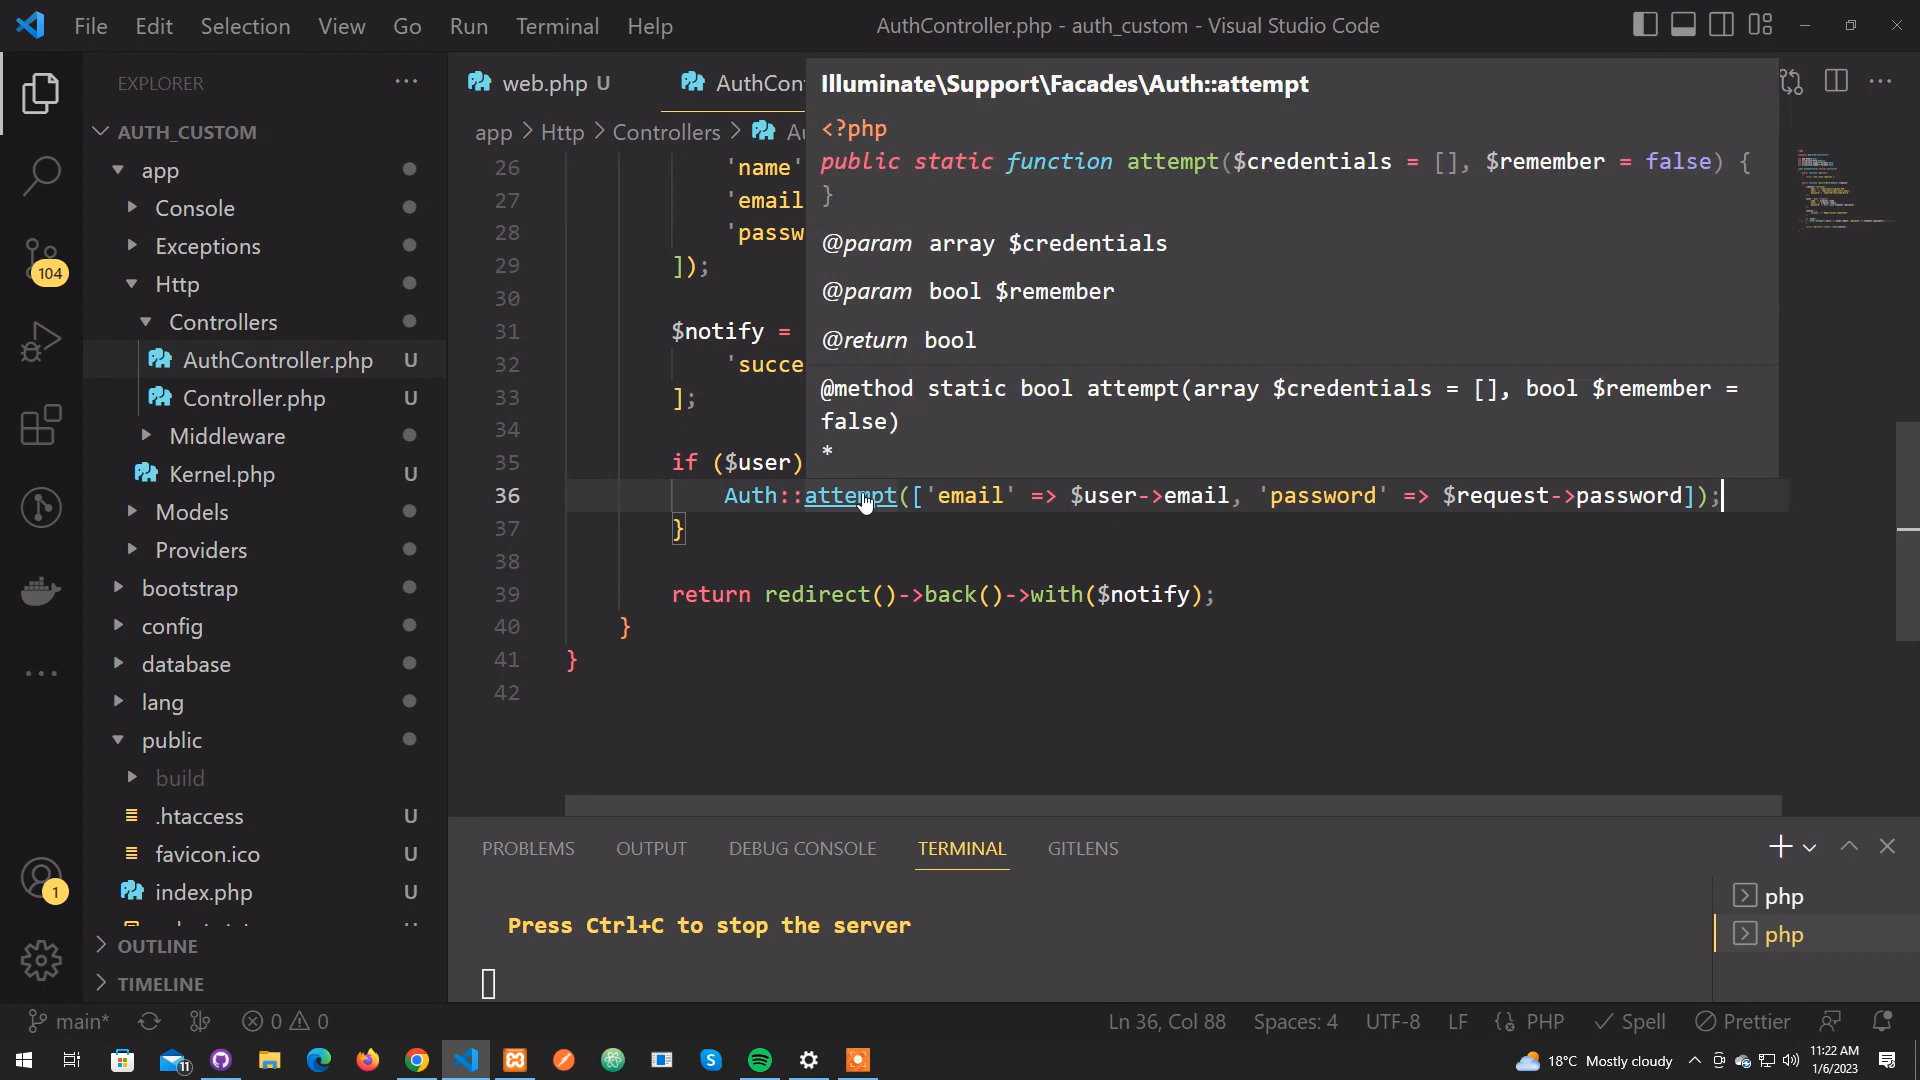 File Edit Selection View Go Run Terminal Help
AuthController.php - auth_custom - Visual Studio Code
EXPLORER
AUTH_CUSTOM
app
Console
Exceptions
Http
Controllers
AuthController.php U
Controller.php U
Middleware
Kernel.php U
Models
Providers
bootstrap
config
database
lang
public
build
.htaccess U
favicon.ico U
index.php U
OUTLINE
TIMELINE
104
1
web.php U
AuthCon
app > Http > Controllers >
Illuminate\Support\Facades\Auth::attempt
<?php
public static function attempt($credentials = [], $remember = false) {
}
@param array $credentials
@param bool $remember
@return bool
@method static bool attempt(array $credentials = [], bool $remember =
false)
*
26 'name'
27 'email
28 'passw
29 ]);
30
31 $notify =
32 'succe
33 ];
34
35 if ($user)
36 Auth::attempt(['email' => $user->email, 'password' => $request->password]);
37 }
38
39 return redirect()->back()->with($notify);
40 }
41 }
42
PROBLEMS OUTPUT DEBUG CONSOLE TERMINAL GITLENS
Press Ctrl+C to stop the server
php
php
main* 0 0
Ln 36, Col 88 Spaces: 4 UTF-8 LF {} PHP Spell Prettier
11
18°C Mostly cloudy
11:22 AM
1/6/2023